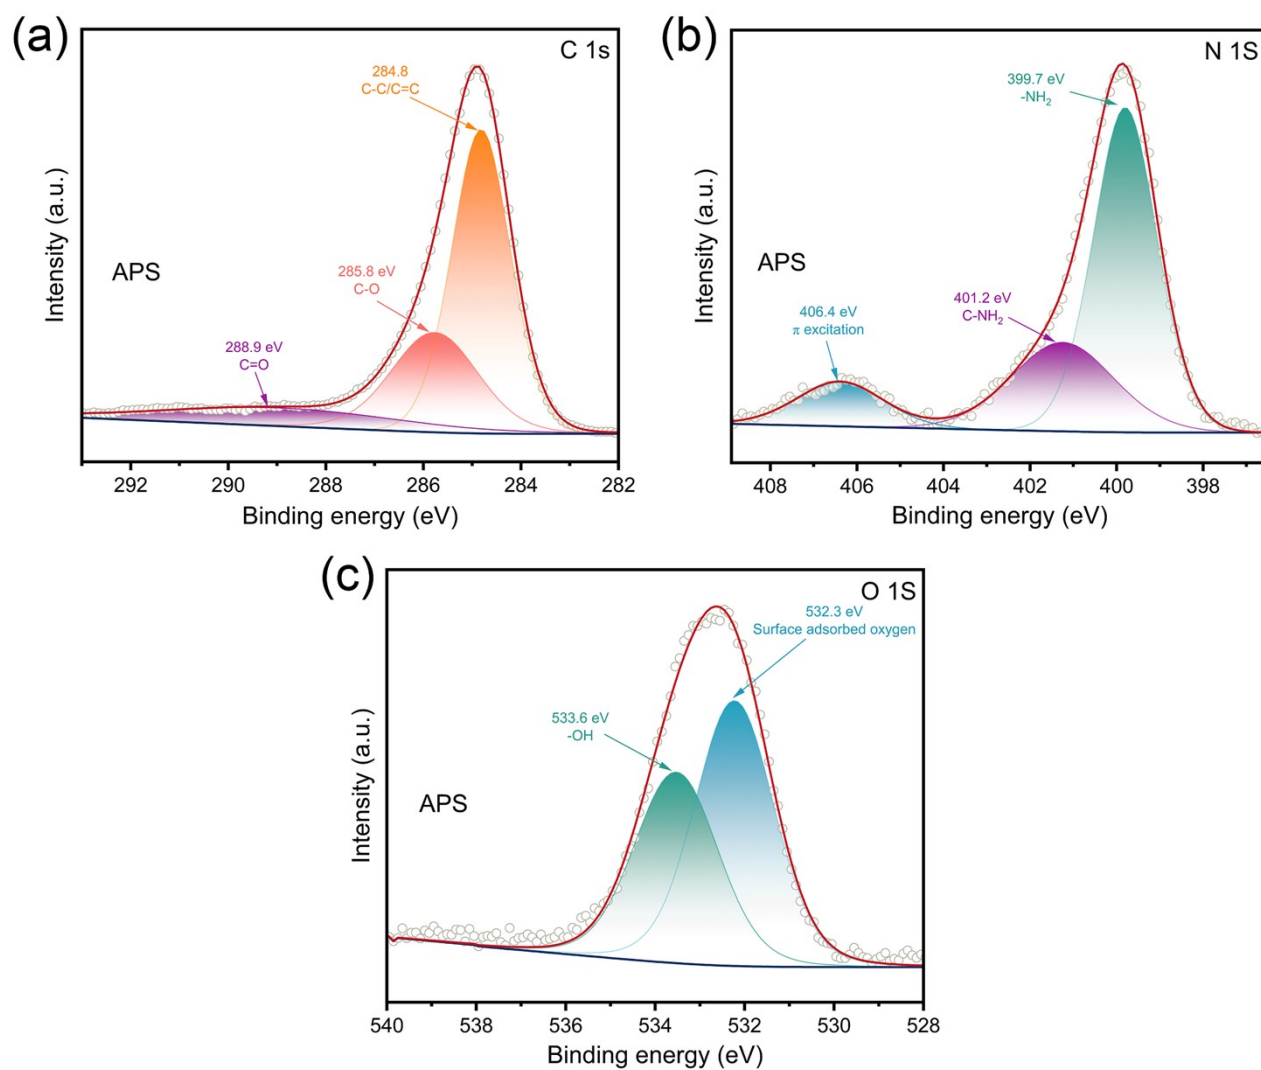 (a)
C 1s
284.8
C-C/C=C
285.8 eV
C-O
288.9 eV
C=O
APS
Intensity (a.u.)
292 290 288 286 284 282
Binding energy (eV)
(b)
N 1S
399.7 eV
-NH₂
401.2 eV
C-NH₂
406.4 eV
π excitation
APS
Intensity (a.u.)
408 406 404 402 400 398
Binding energy (eV)
(c)
O 1S
532.3 eV
Surface adsorbed oxygen
533.6 eV
-OH
APS
Intensity (a.u.)
540 538 536 534 532 530 528
Binding energy (eV)